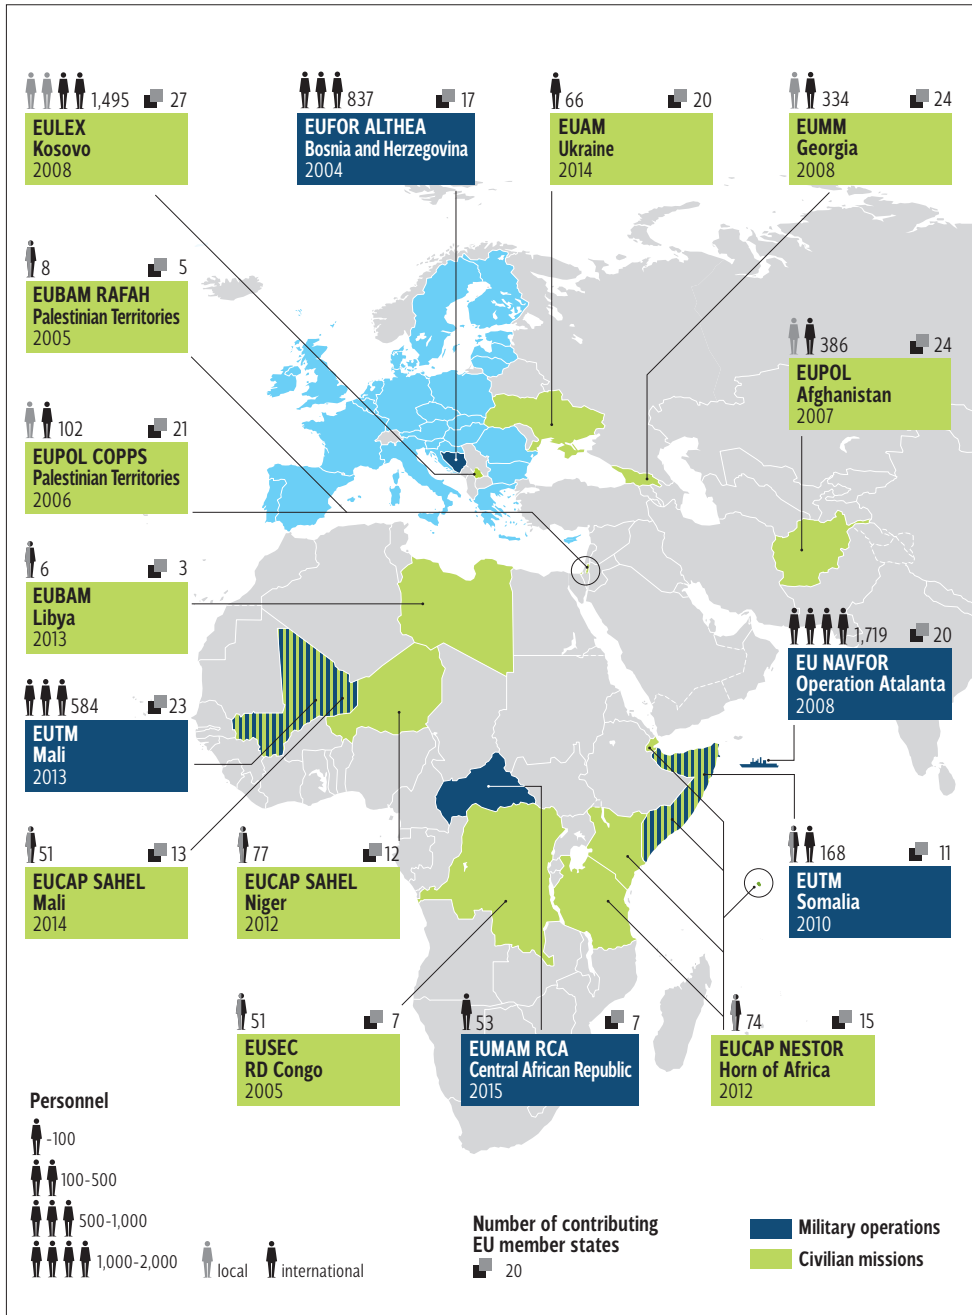 1,495 27
EULEX
Kosovo
2008
837 17
EUFOR ALTHEA
Bosnia and Herzegovina
2004
66 20
EUAM
Ukraine
2014
334 24
EUMM
Georgia
2008
8 5
EUBAM RAFAH
Palestinian Territories
2005
386 24
EUPOL
Afghanistan
2007
102 21
EUPOL COPPS
Palestinian Territories
2006
6 3
EUBAM
Libya
2013
1,719 20
EU NAVFOR
Operation Atalanta
2008
584 23
EUTM
Mali
2013
51 13
EUCAP SAHEL
Mali
2014
77 12
EUCAP SAHEL
Niger
2012
168 11
EUTM
Somalia
2010
51 7
EUSEC
RD Congo
2005
53 7
EUMAM RCA
Central African Republic
2015
74 15
EUCAP NESTOR
Horn of Africa
2012
Personnel
-100
100-500
500-1,000
1,000-2,000
local
international
Number of contributing
EU member states
20
Military operations
Civilian missions